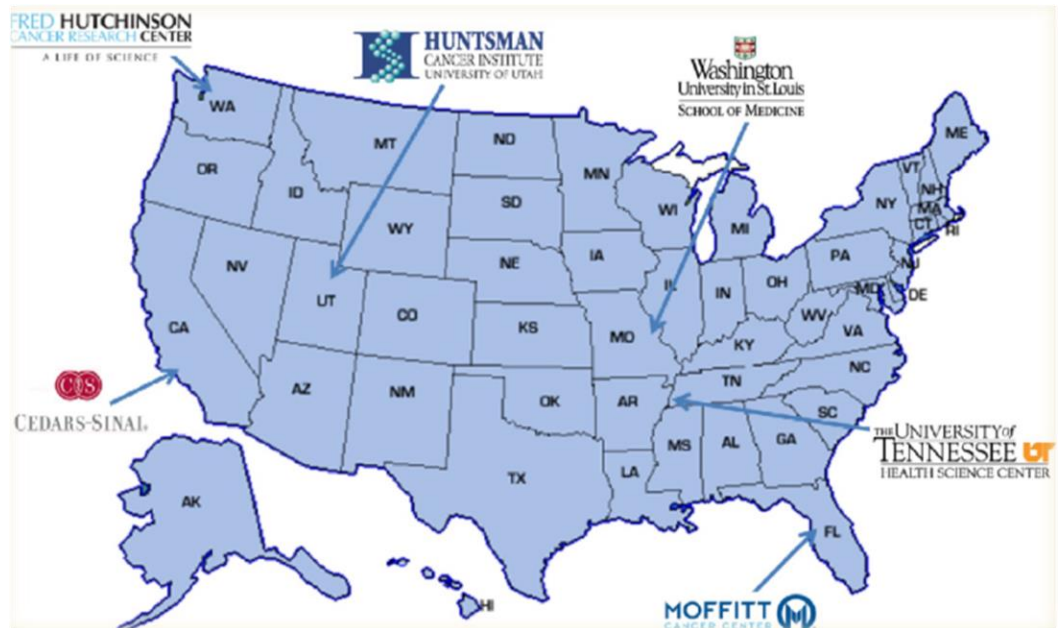 FRED HUTCHINSON
CANCER RESEARCH CENTER
A LIFE OF SCIENCE
HUNTSMAN
CANCER INSTITUTE
UNIVERSITY OF UTAH
Washington
University in St. Louis
SCHOOL OF MEDICINE
WA
MT
ND
MN
ME
OR
ID
SD
WI
MI
VT
NH
NY
MA
CT
RI
WY
IA
PA
NJ
NV
NE
IL
IN
OH
MD
DE
UT
CO
WV
VA
CA
KS
MO
KY
NC
CS
CEDARS-SINAI
AZ
NM
OK
AR
TN
SC
MS
AL
GA
THE UNIVERSITY of
TENNESSEE UT
HEALTH SCIENCE CENTER
TX
LA
AK
FL
HI
MOFFITT M
CANCER CENTER